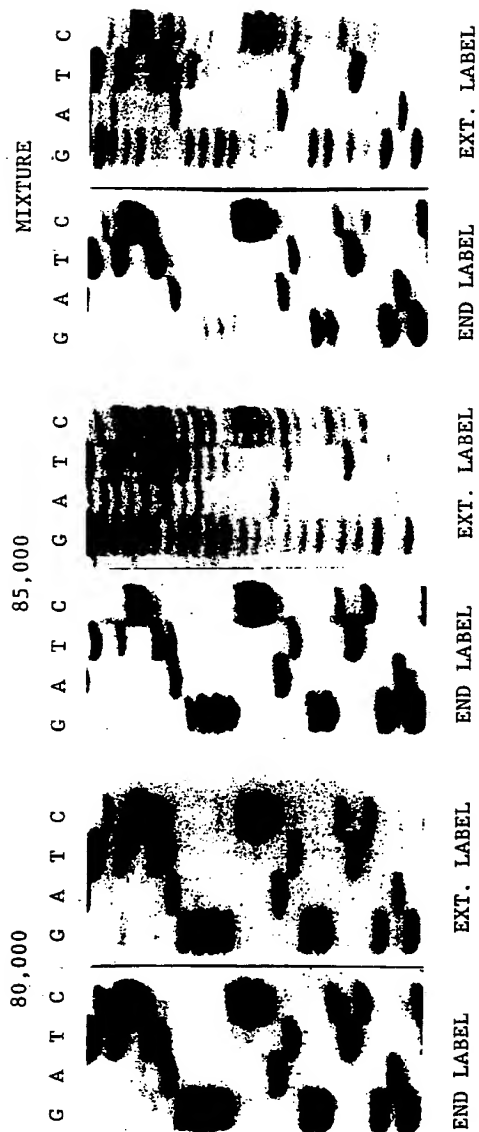 80,000 85,000 MIXTURE
G A T C G A T C G A T C G A T C G A T C G A T C
END LABEL EXT. LABEL END LABEL EXT. LABEL END LABEL EXT. LABEL